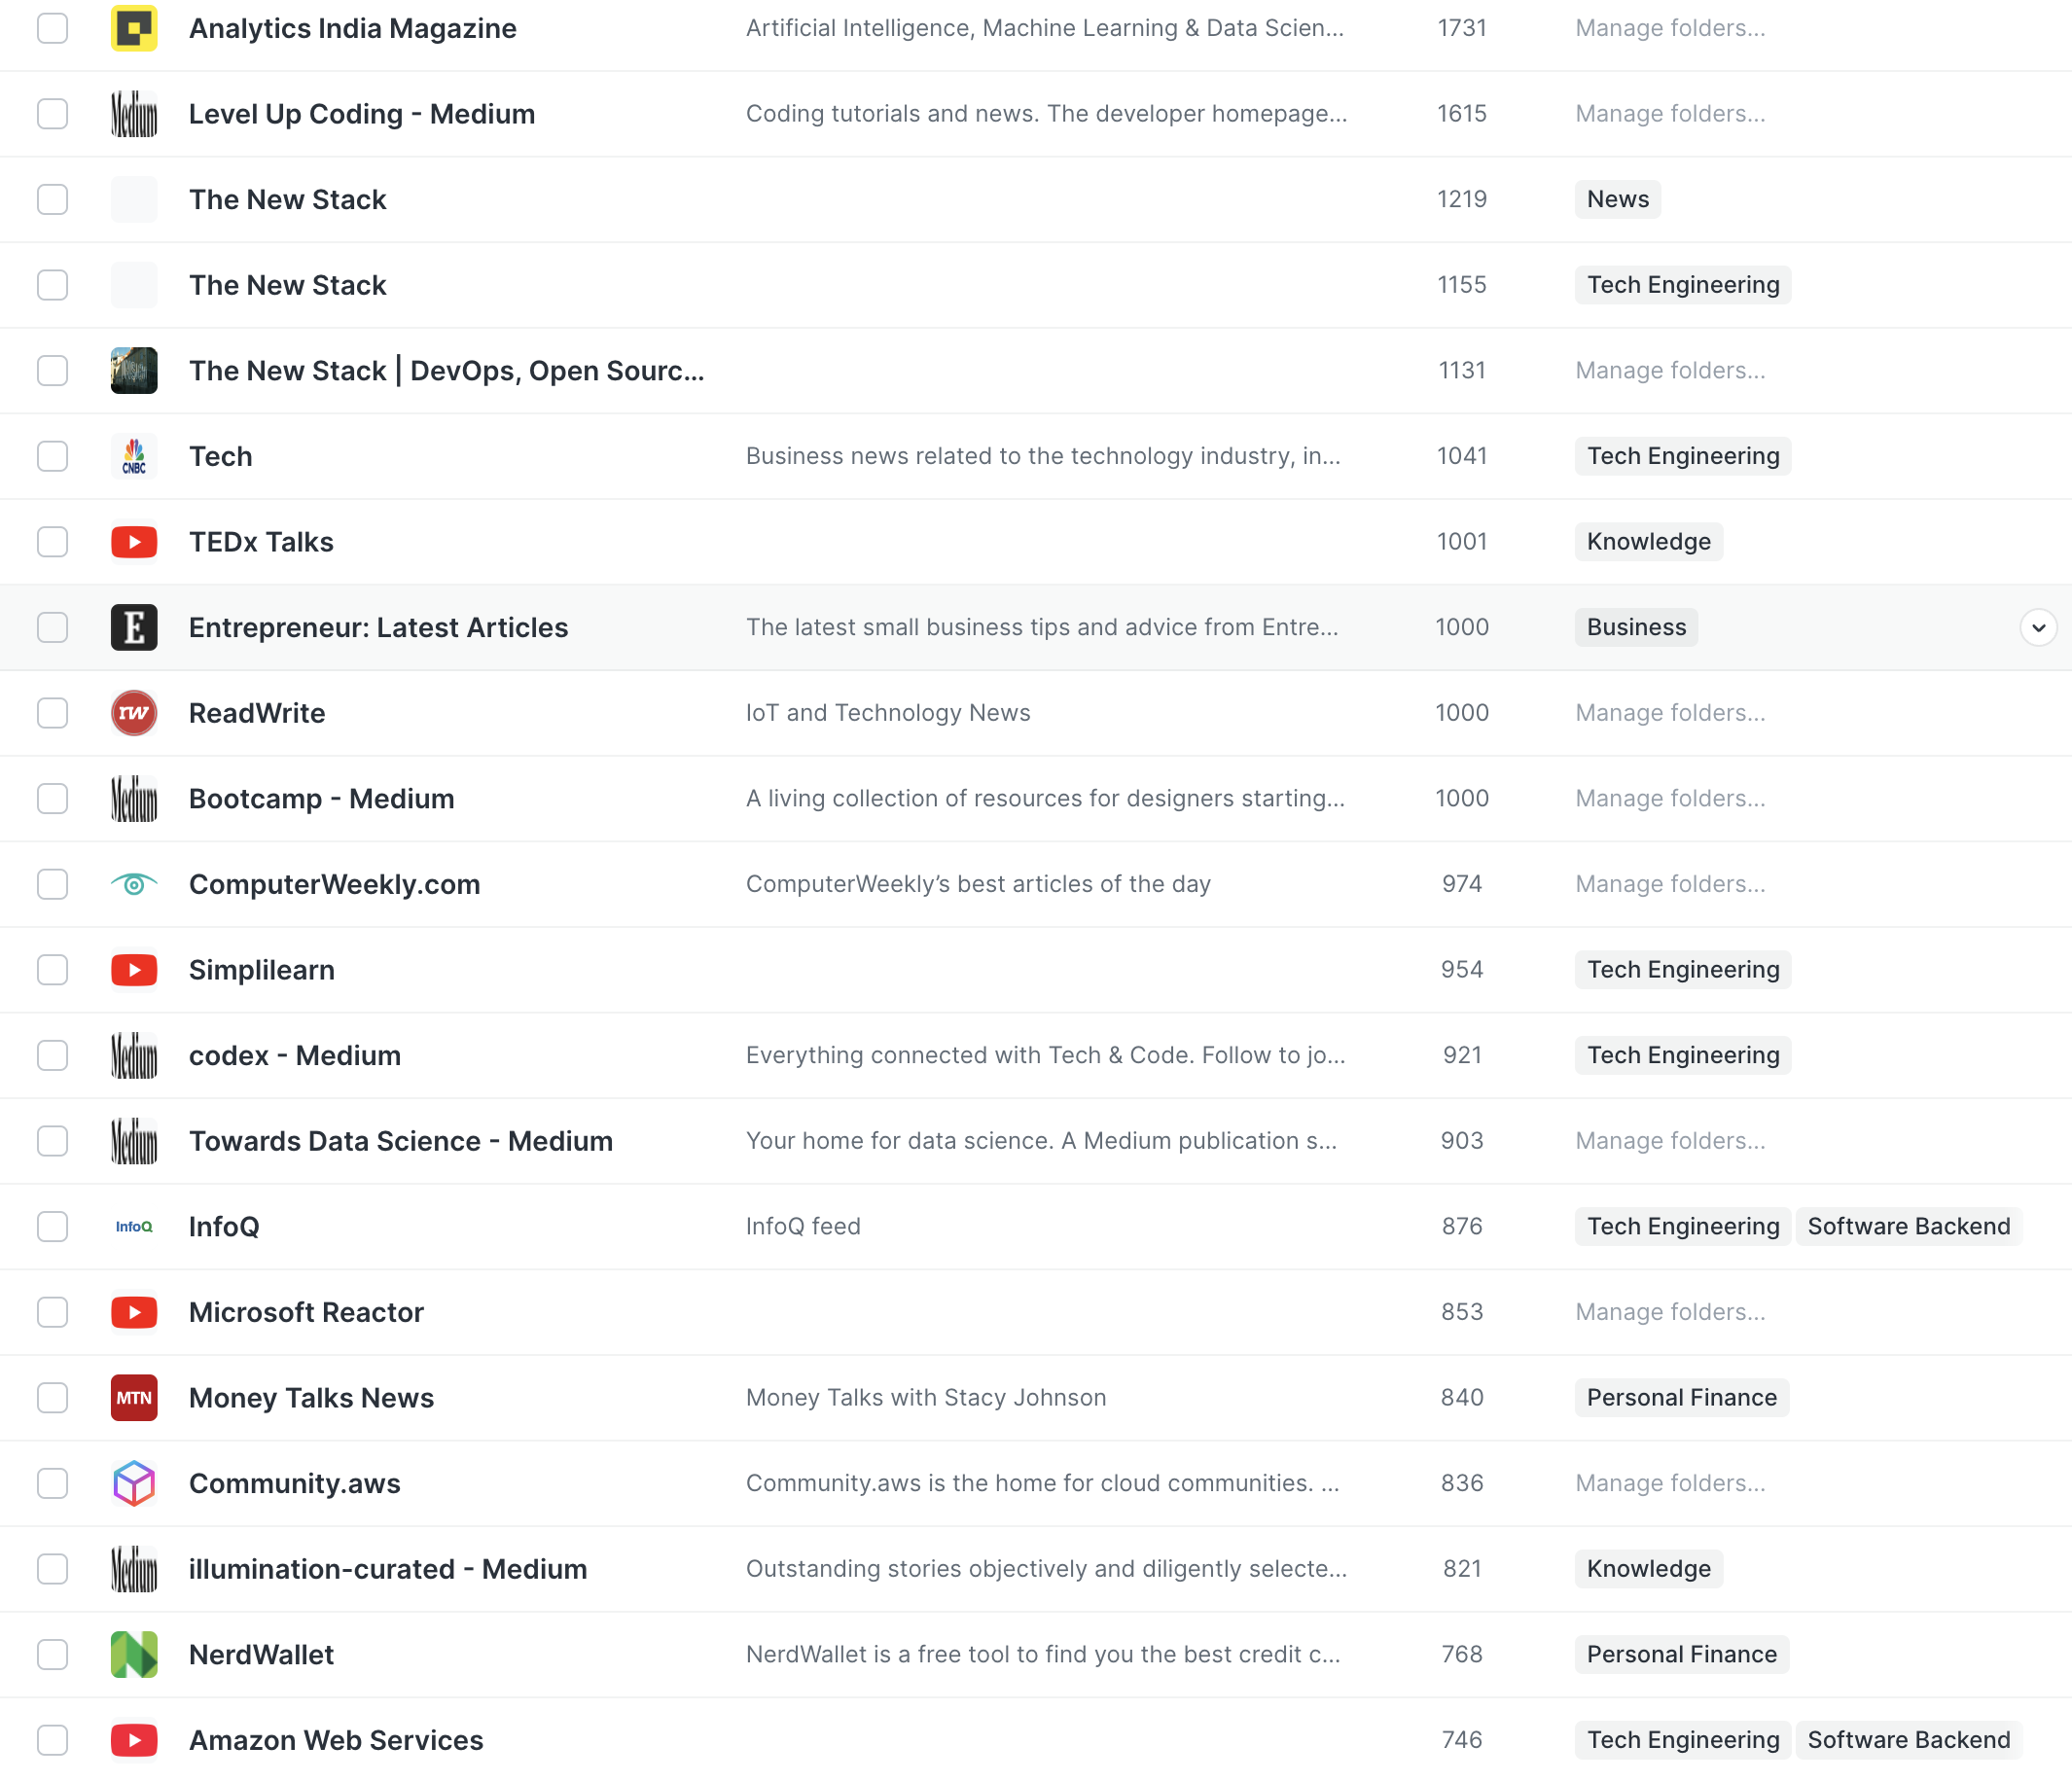 Analytics India Magazine Artificial Intelligence, Machine Learning & Data Scien... 1731 Manage folders...
Medium Level Up Coding - Medium Coding tutorials and news. The developer homepage... 1615 Manage folders...
The New Stack 1219 News
The New Stack 1155 Tech Engineering
The New Stack | DevOps, Open Sourc... 1131 Manage folders...
CNBC Tech Business news related to the technology industry, in... 1041 Tech Engineering
TEDx Talks 1001 Knowledge
E Entrepreneur: Latest Articles The latest small business tips and advice from Entre... 1000 Business
rw ReadWrite IoT and Technology News 1000 Manage folders...
Medium Bootcamp - Medium A living collection of resources for designers starting... 1000 Manage folders...
ComputerWeekly.com ComputerWeekly’s best articles of the day 974 Manage folders...
Simplilearn 954 Tech Engineering
Medium codex - Medium Everything connected with Tech & Code. Follow to jo... 921 Tech Engineering
Medium Towards Data Science - Medium Your home for data science. A Medium publication s... 903 Manage folders...
InfoQ InfoQ InfoQ feed 876 Tech Engineering Software Backend
Microsoft Reactor 853 Manage folders...
MTN Money Talks News Money Talks with Stacy Johnson 840 Personal Finance
Community.aws Community.aws is the home for cloud communities. ... 836 Manage folders...
Medium illumination-curated - Medium Outstanding stories objectively and diligently selecte... 821 Knowledge
NerdWallet NerdWallet is a free tool to find you the best credit c... 768 Personal Finance
Amazon Web Services 746 Tech Engineering Software Backend